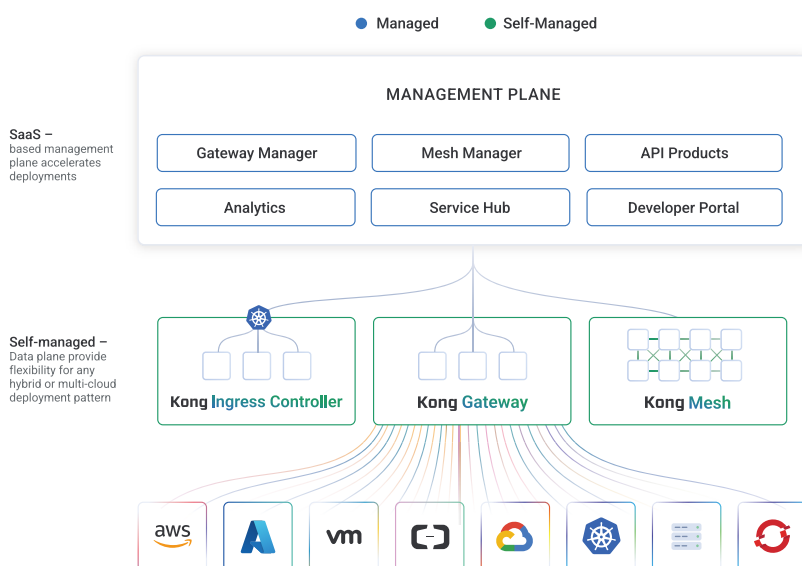 Managed
Self-Managed
MANAGEMENT PLANE
SaaS –
based management
plane accelerates
deployments
Gateway Manager
Mesh Manager
API Products
Analytics
Service Hub
Developer Portal
Self-managed –
Data plane provide
flexibility for any
hybrid or multi-cloud
deployment pattern
Kong Ingress Controller
Kong Gateway
Kong Mesh
aws
vm